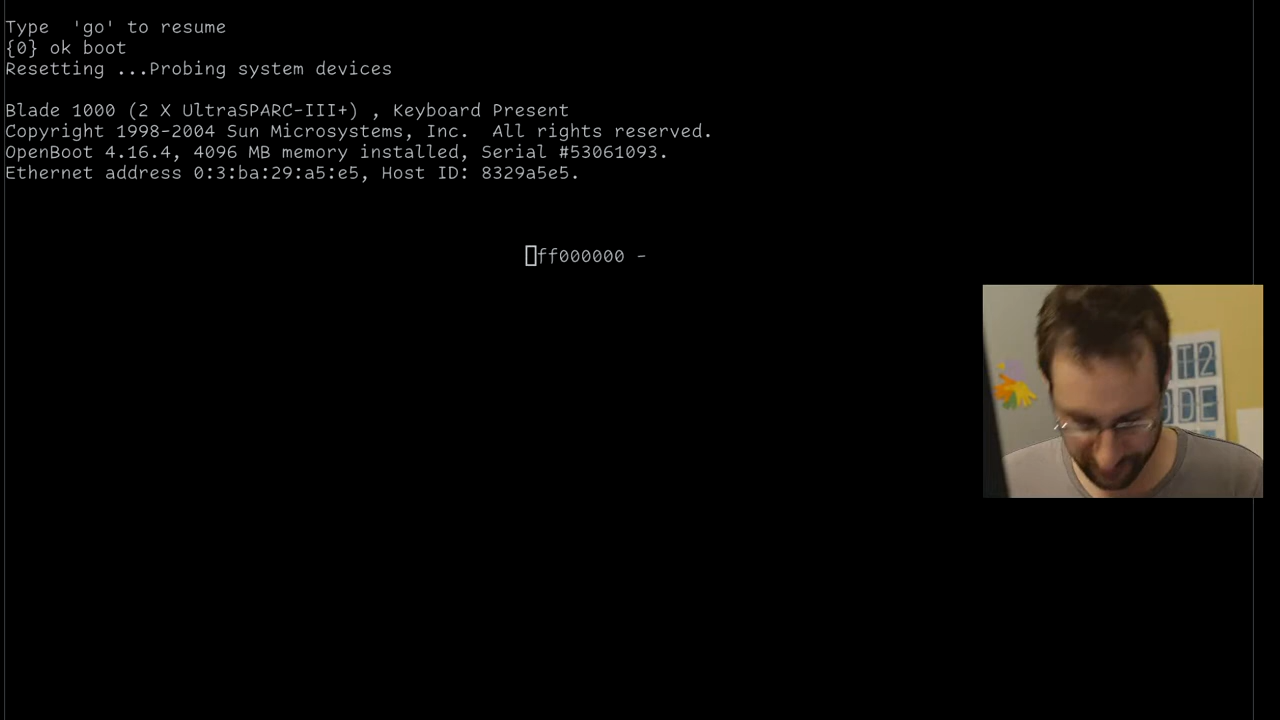 Type  'go' to resume
{0} ok boot
Resetting ...Probing system devices
Blade 1000 (2 X UltraSPARC-III+) , Keyboard Present
Copyright 1998-2004 Sun Microsystems, Inc.  All rights reserved.
OpenBoot 4.16.4, 4096 MB memory installed, Serial #53061093.
Ethernet address 0:3:ba:29:a5:e5, Host ID: 8329a5e5.
ff000000 -
T2